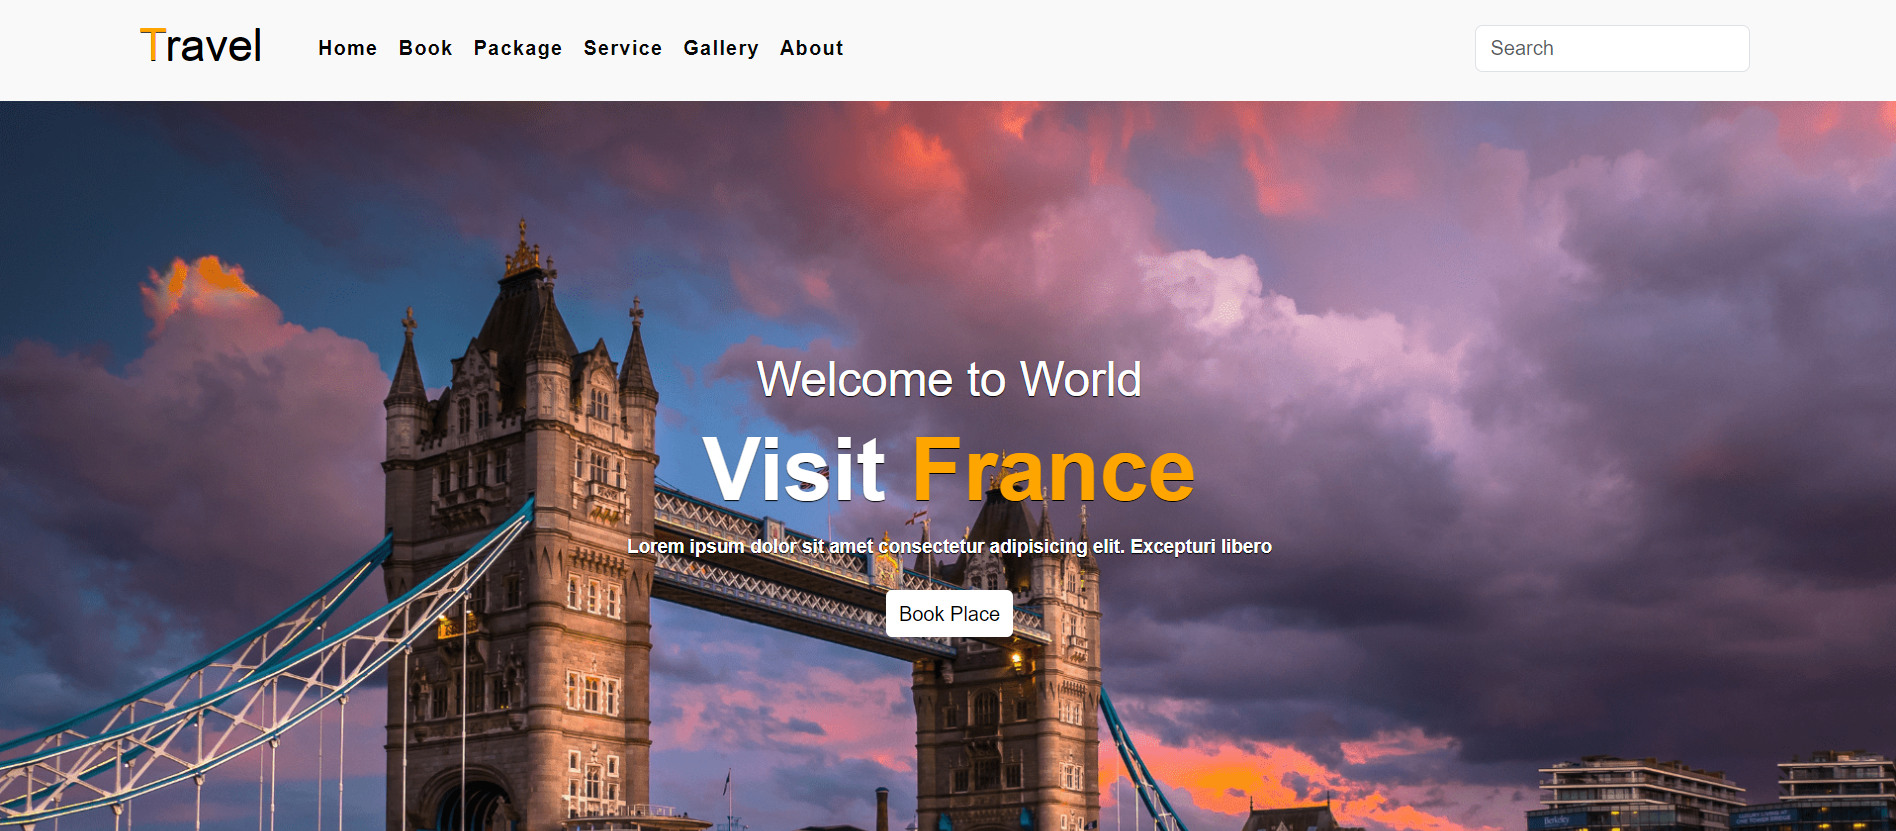 Travel
Home Book Package Service Gallery About
Search
Welcome to World
Visit France
Lorem ipsum dolor sit amet consectetur adipisicing elit. Excepturi libero
Book Place
Berkeley